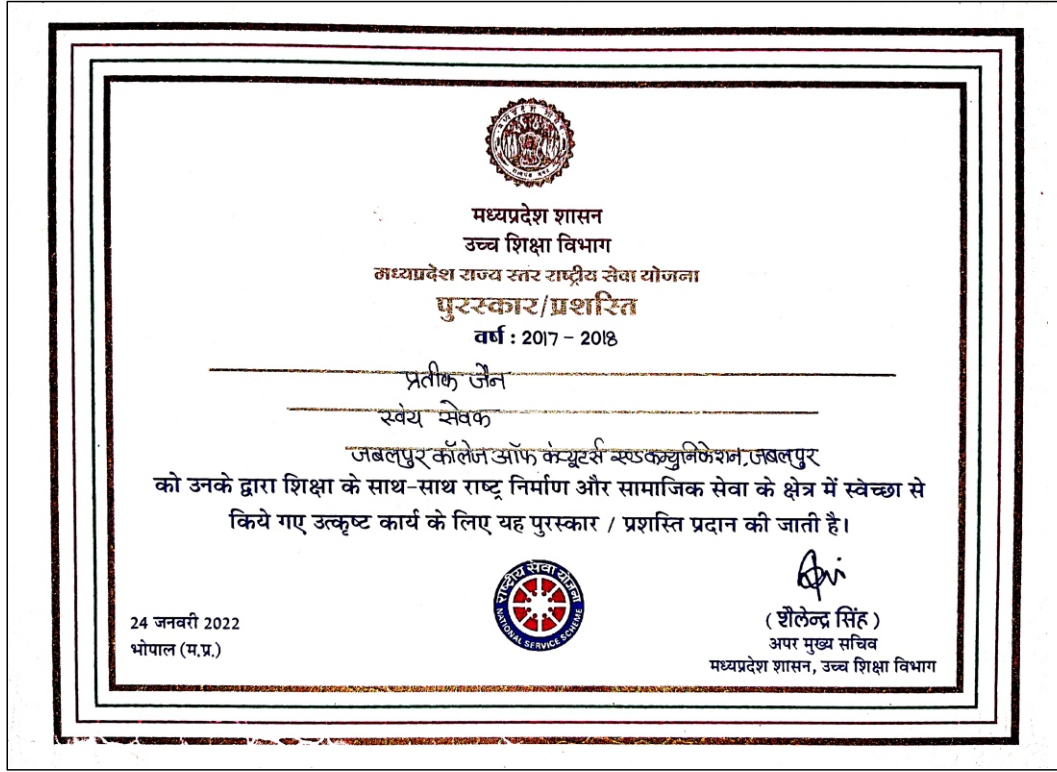 मध्यप्रदेश शासन
उच्च शिक्षा विभाग
मध्यप्रदेश राज्य स्तर राष्ट्रीय सेवा योजना
पुरस्कार/प्रशस्ति
वर्ष : 2017 - 2018
प्रतीक जैन
स्वंय सेवक
जबलपुर कॉलेज ऑफ कंप्यूटर्स एण्ड कम्युनिकेशन, जबलपुर
को उनके द्वारा शिक्षा के साथ-साथ राष्ट्र निर्माण और सामाजिक सेवा के क्षेत्र में स्वेच्छा से
किये गए उत्कृष्ट कार्य के लिए यह पुरस्कार / प्रशस्ति प्रदान की जाती है।
राष्ट्रीय सेवा योजना
NATIONAL SERVICE SCHEME
24 जनवरी 2022
भोपाल (म.प्र.)
( शैलेन्द्र सिंह )
अपर मुख्य सचिव
मध्यप्रदेश शासन, उच्च शिक्षा विभाग